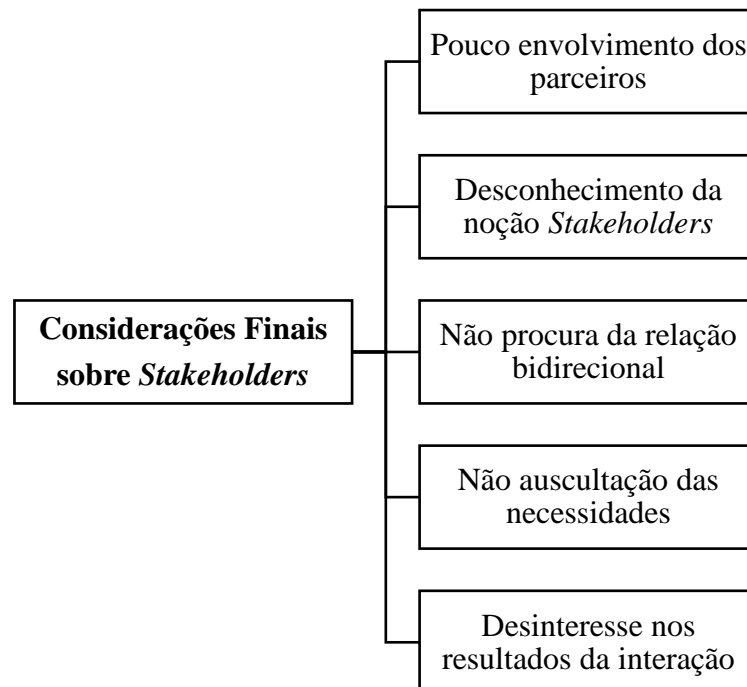 Pouco envolvimento dos
parceiros
Desconhecimento da
noção Stakeholders
Considerações Finais
sobre Stakeholders
Não procura da relação
bidirecional
Não auscultação das
necessidades
Desinteresse nos
resultados da interação